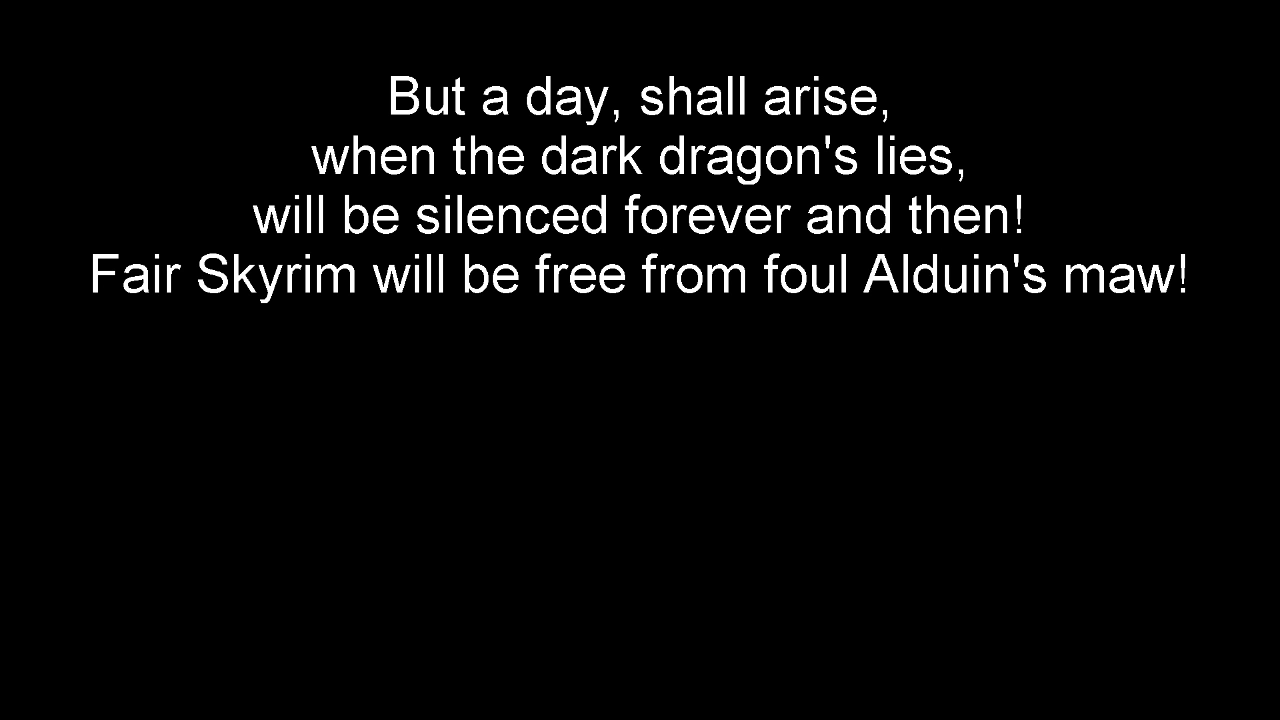 But a day, shall arise,
when the dark dragon's lies,
will be silenced forever and then!
Fair Skyrim will be free from foul Alduin's maw!